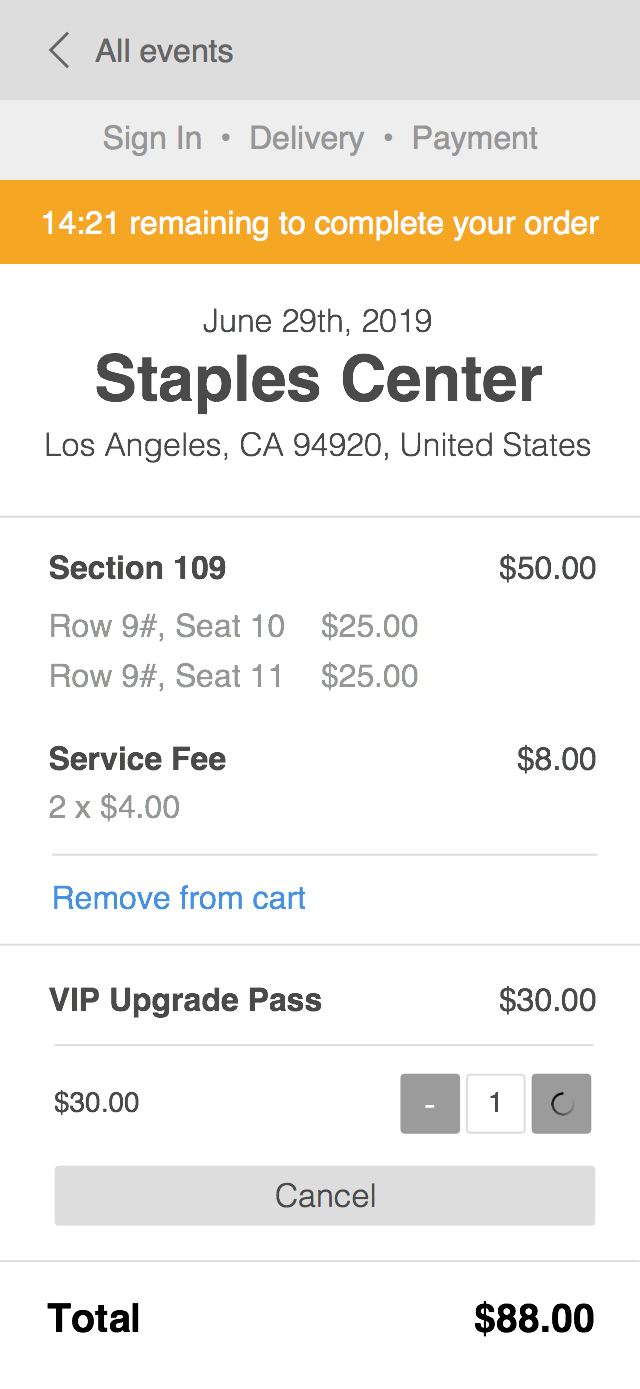 All events
Sign In • Delivery • Payment
14:21 remaining to complete your order
June 29th, 2019
Staples Center
Los Angeles, CA 94920, United States
Section 109 $50.00
Row 9#, Seat 10 $25.00
Row 9#, Seat 11 $25.00
Service Fee $8.00
2 x $4.00
Remove from cart
VIP Upgrade Pass $30.00
$30.00 - 1
Cancel
Total $88.00